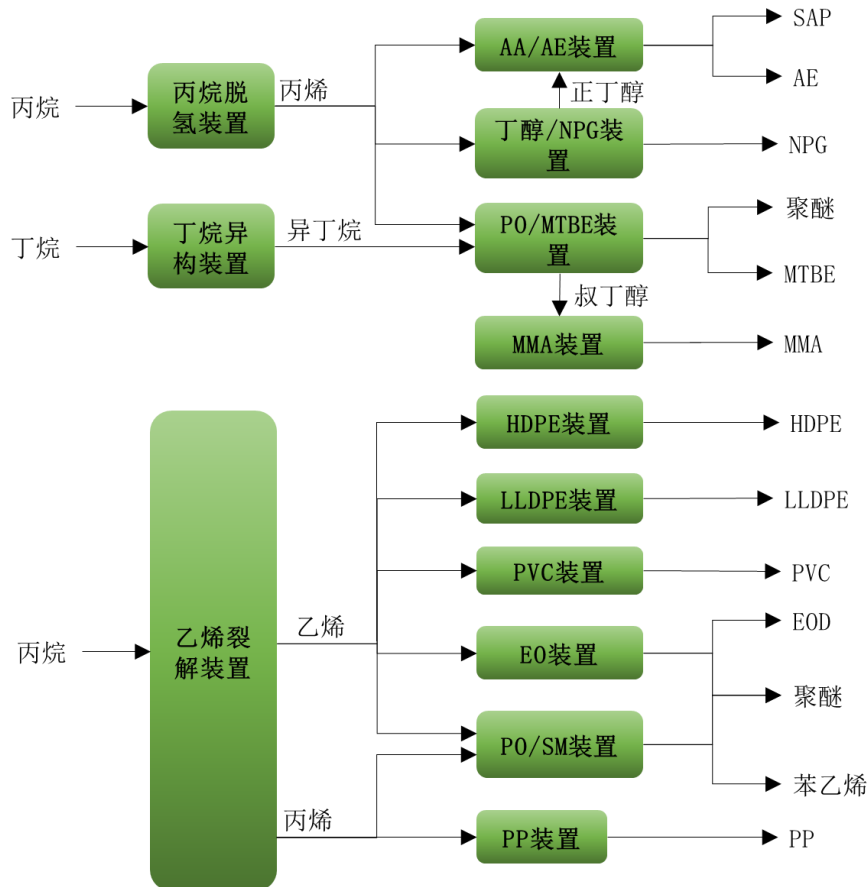 SAP
AA/AE装置
AE
丙烷
丙烷脱
氢装置
丙烯
正丁醇
丁醇/NPG装
置
NPG
丁烷
丁烷异
构装置
异丁烷
PO/MTBE装
置
聚醚
MTBE
叔丁醇
MMA装置
MMA
HDPE装置
HDPE
LLDPE装置
LLDPE
PVC装置
PVC
丙烷
乙烯裂
解装置
乙烯
EO装置
EOD
聚醚
PO/SM装置
苯乙烯
丙烯
PP装置
PP